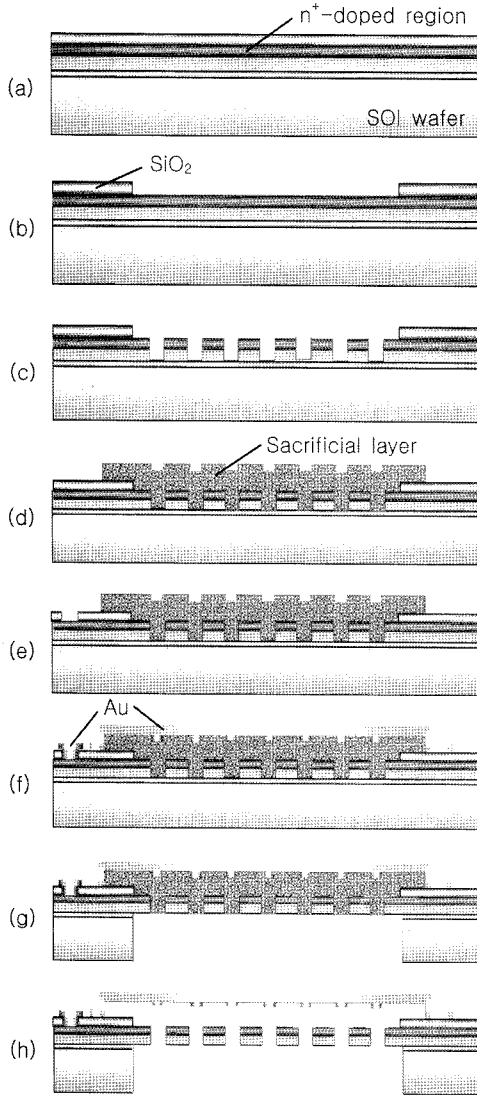 n⁺-doped region
(a)
SOI wafer
SiO₂
(b)
(c)
Sacrificial layer
(d)
(e)
Au
(f)
(g)
(h)